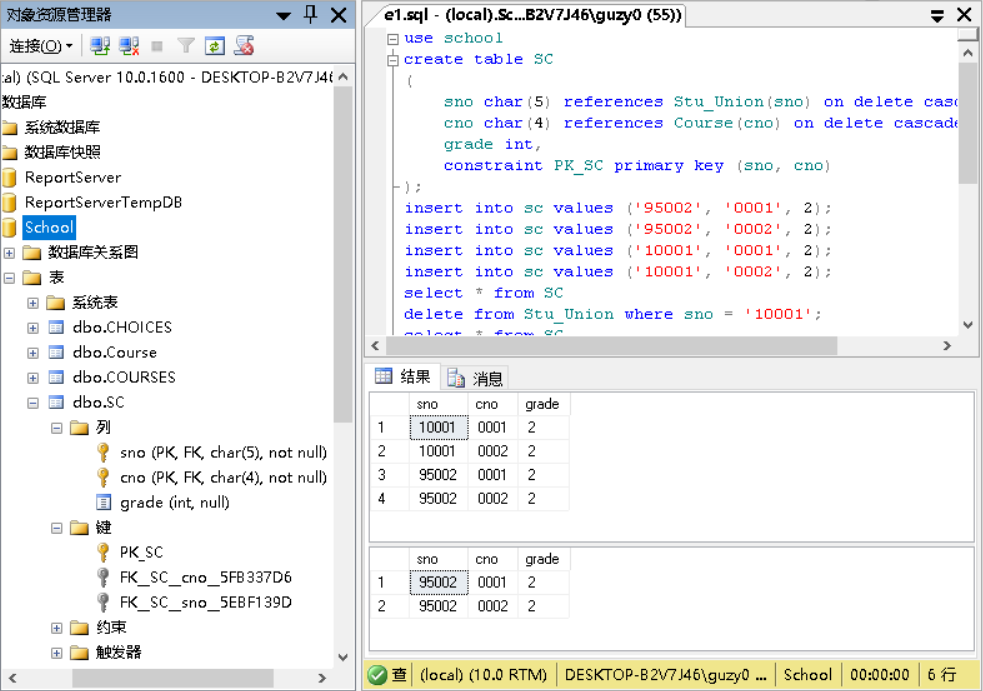 对象资源管理器
连接(O)
:al) (SQL Server 10.0.1600 - DESKTOP-B2V7J46
数据库
系统数据库
数据库快照
ReportServer
ReportServerTempDB
School
数据库关系图
表
系统表
dbo.CHOICES
dbo.Course
dbo.COURSES
dbo.SC
列
sno (PK, FK, char(5), not null)
cno (PK, FK, char(4), not null)
grade (int, null)
键
PK_SC
FK__SC__cno__5FB337D6
FK__SC__sno__5EBF139D
约束
触发器
e1.sql - (local).Sc...B2V7J46\guzy0 (55))
use school
create table SC
(
sno char(5) references Stu_Union(sno) on delete casc
cno char(4) references Course(cno) on delete cascade
grade int,
constraint PK_SC primary key (sno, cno)
);
insert into sc values ('95002', '0001', 2);
insert into sc values ('95002', '0002', 2);
insert into sc values ('10001', '0001', 2);
insert into sc values ('10001', '0002', 2);
select * from SC
delete from Stu_Union where sno = '10001';
select * from SC
结果 消息
sno cno grade
1 10001 0001 2
2 10001 0002 2
3 95002 0001 2
4 95002 0002 2
sno cno grade
1 95002 0001 2
2 95002 0002 2
查 (local) (10.0 RTM) DESKTOP-B2V7J46\guzy0 ... School 00:00:00 6 行